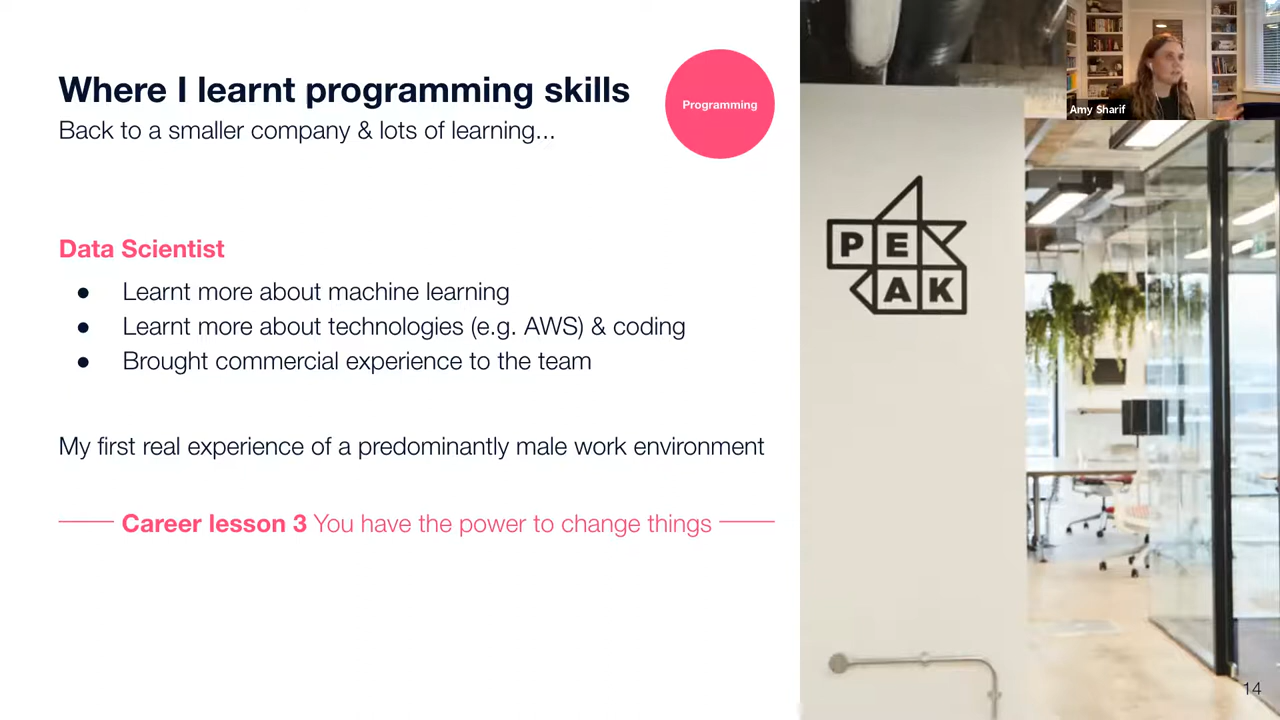 Where I learnt programming skills
Back to a smaller company & lots of learning...
Programming
Data Scientist
● Learnt more about machine learning
● Learnt more about technologies (e.g. AWS) & coding
● Brought commercial experience to the team
My first real experience of a predominantly male work environment
Career lesson 3 You have the power to change things
PE
AK
Amy Sharif
14